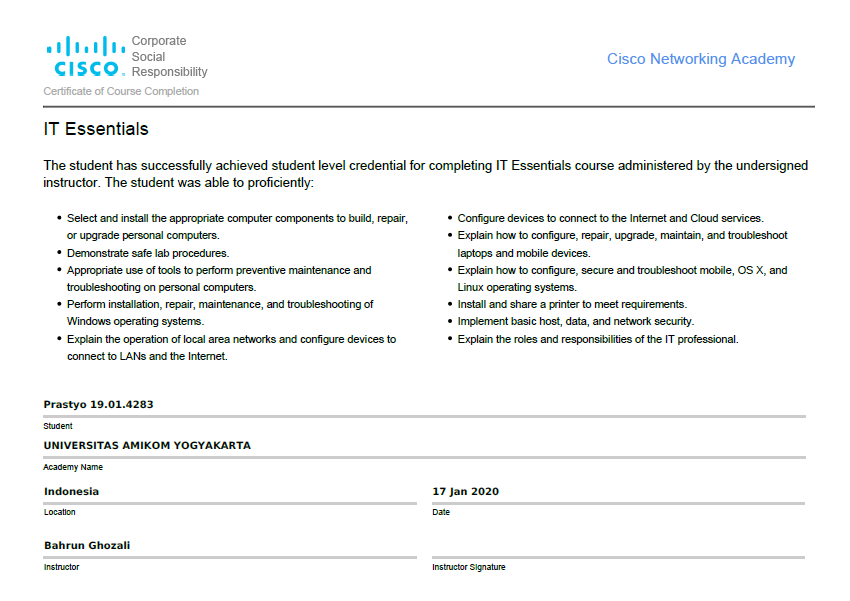 Corporate
Social
Responsibility
CISCO
Cisco Networking Academy
Certificate of Course Completion
IT Essentials
The student has successfully achieved student level credential for completing IT Essentials course administered by the undersigned
instructor. The student was able to proficiently:
• Select and install the appropriate computer components to build, repair,
or upgrade personal computers.
• Demonstrate safe lab procedures.
• Appropriate use of tools to perform preventive maintenance and
troubleshooting on personal computers.
• Perform installation, repair, maintenance, and troubleshooting of
Windows operating systems.
• Explain the operation of local area networks and configure devices to
connect to LANs and the Internet.
• Configure devices to connect to the Internet and Cloud services.
• Explain how to configure, repair, upgrade, maintain, and troubleshoot
laptops and mobile devices.
• Explain how to configure, secure and troubleshoot mobile, OS X, and
Linux operating systems.
• Install and share a printer to meet requirements.
• Implement basic host, data, and network security.
• Explain the roles and responsibilities of the IT professional.
Prastyo 19.01.4283
Student
UNIVERSITAS AMIKOM YOGYAKARTA
Academy Name
Indonesia
Location
17 Jan 2020
Date
Bahrun Ghozali
Instructor
Instructor Signature